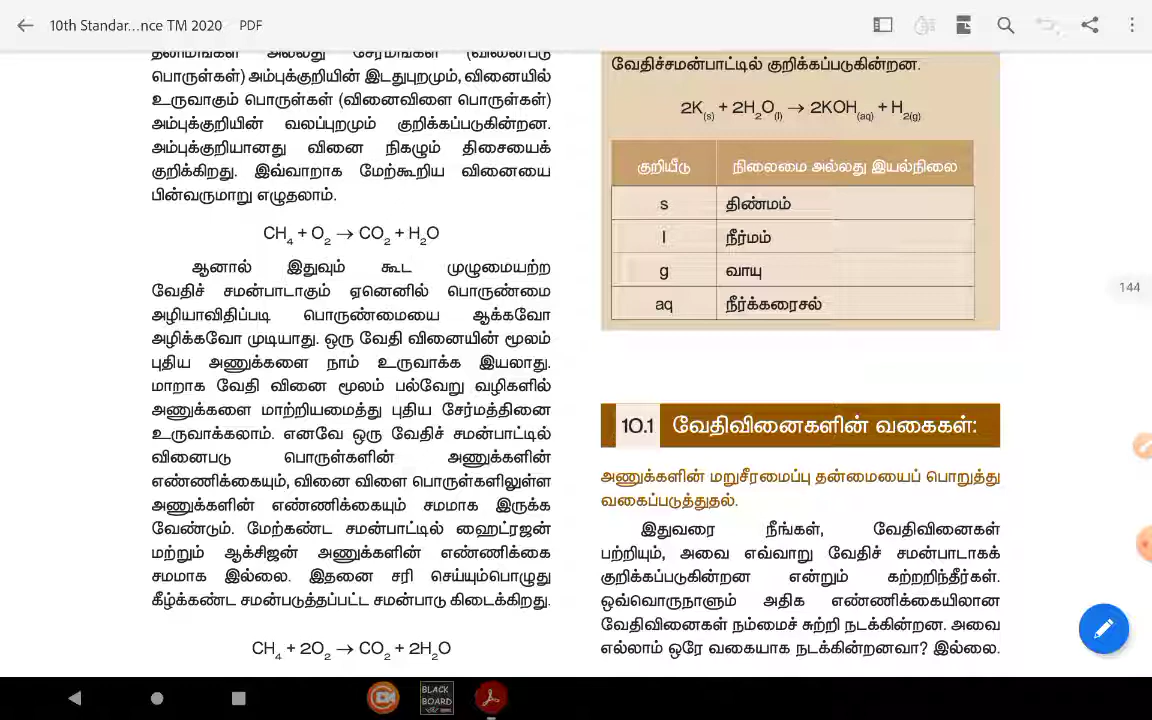 10th Standar...nce TM 2020 PDF
தனிமங்கள் அல்லது சேர்மங்கள் (வினைபடு
பொருள்கள்) அம்புக்குறியின் இடதுபுறமும், வினையில்
உருவாகும் பொருள்கள் (வினைவிளை பொருள்கள்)
அம்புக்குறியின் வலப்புறமும் குறிக்கப்படுகின்றன.
அம்புக்குறியானது வினை நிகழும் திசையைக்
குறிக்கிறது. இவ்வாறாக மேற்கூறிய வினையை
பின்வருமாறு எழுதலாம்.
CH₄ + O₂ → CO₂ + H₂O
ஆனால் இதுவும் கூட முழுமையற்ற
வேதிச் சமன்பாடாகும் ஏனெனில் பொருண்மை
அழியாவிதிப்படி பொருண்மையை ஆக்கவோ
அழிக்கவோ முடியாது. ஒரு வேதி வினையின் மூலம்
புதிய அணுக்களை நாம் உருவாக்க இயலாது.
மாறாக வேதி வினை மூலம் பல்வேறு வழிகளில்
அணுக்களை மாற்றியமைத்து புதிய சேர்மத்தினை
உருவாக்கலாம். எனவே ஒரு வேதிச் சமன்பாட்டில்
வினைபடு பொருள்களின் அணுக்களின்
எண்ணிக்கையும், வினை விளை பொருள்களிலுள்ள
அணுக்களின் எண்ணிக்கையும் சமமாக இருக்க
வேண்டும். மேற்கண்ட சமன்பாட்டில் ஹைட்ரஜன்
மற்றும் ஆக்சிஜன் அணுக்களின் எண்ணிக்கை
சமமாக இல்லை. இதனை சரி செய்யும்பொழுது
கீழ்க்கண்ட சமன்படுத்தப்பட்ட சமன்பாடு கிடைக்கிறது.
CH₄ + 2O₂ → CO₂ + 2H₂O
வேதிச்சமன்பாட்டில் குறிக்கப்படுகின்றன.
2K(s) + 2H₂O(l) → 2KOH(aq) + H₂(g)
குறியீடு நிலைமை அல்லது இயல்நிலை
s திண்மம்
l நீர்மம்
g வாயு
aq நீர்க்கரைசல்
144
10.1 வேதிவினைகளின் வகைகள்:
அணுக்களின் மறுசீரமைப்பு தன்மையைப் பொறுத்து
வகைப்படுத்துதல்.
இதுவரை நீங்கள், வேதிவினைகள்
பற்றியும், அவை எவ்வாறு வேதிச் சமன்பாடாகக்
குறிக்கப்படுகின்றன என்றும் கற்றறிந்தீர்கள்.
ஒவ்வொருநாளும் அதிக எண்ணிக்கையிலான
வேதிவினைகள் நம்மைச் சுற்றி நடக்கின்றன. அவை
எல்லாம் ஒரே வகையாக நடக்கின்றனவா? இல்லை.
BLACK
BOARD